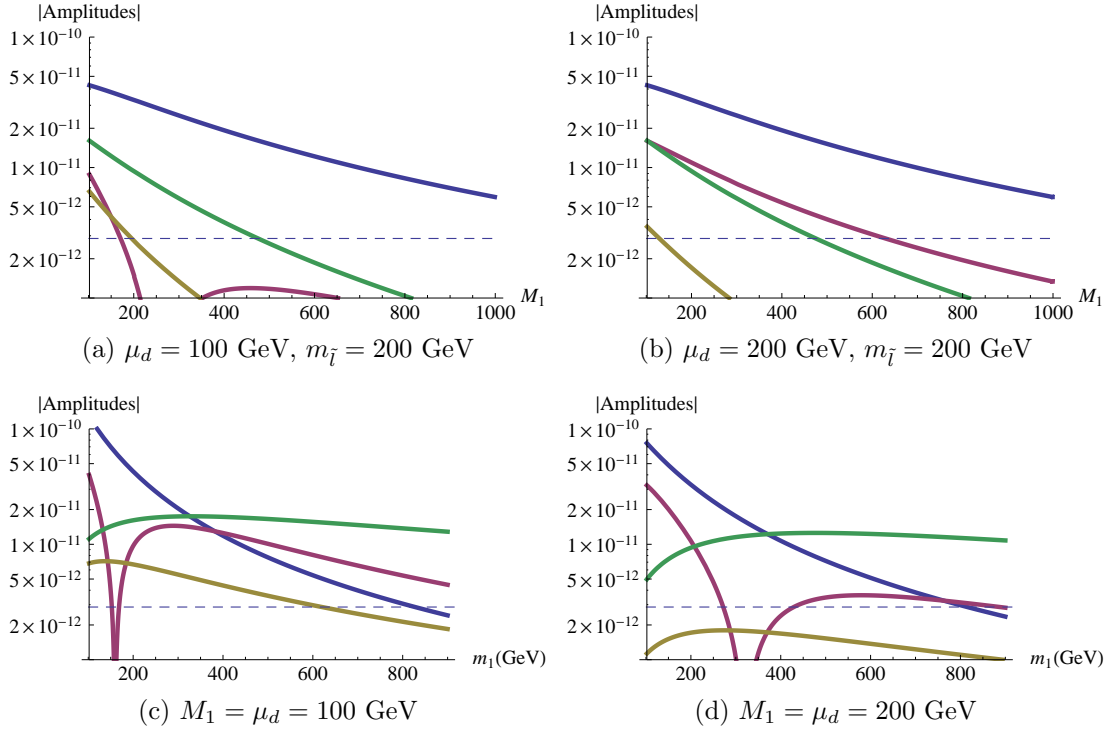 |Amplitudes|
1 × 10⁻¹⁰
5 × 10⁻¹¹
2 × 10⁻¹¹
1 × 10⁻¹¹
5 × 10⁻¹²
2 × 10⁻¹²
200 400 600 800 1000 M₁
(a) μ_d = 100 GeV, m_l̃ = 200 GeV
|Amplitudes|
1 × 10⁻¹⁰
5 × 10⁻¹¹
2 × 10⁻¹¹
1 × 10⁻¹¹
5 × 10⁻¹²
2 × 10⁻¹²
200 400 600 800 1000 M₁
(b) μ_d = 200 GeV, m_l̃ = 200 GeV
|Amplitudes|
1 × 10⁻¹⁰
5 × 10⁻¹¹
2 × 10⁻¹¹
1 × 10⁻¹¹
5 × 10⁻¹²
2 × 10⁻¹²
200 400 600 800 m₁(GeV)
(c) M₁ = μ_d = 100 GeV
|Amplitudes|
1 × 10⁻¹⁰
5 × 10⁻¹¹
2 × 10⁻¹¹
1 × 10⁻¹¹
5 × 10⁻¹²
2 × 10⁻¹²
200 400 600 800 m₁(GeV)
(d) M₁ = μ_d = 200 GeV